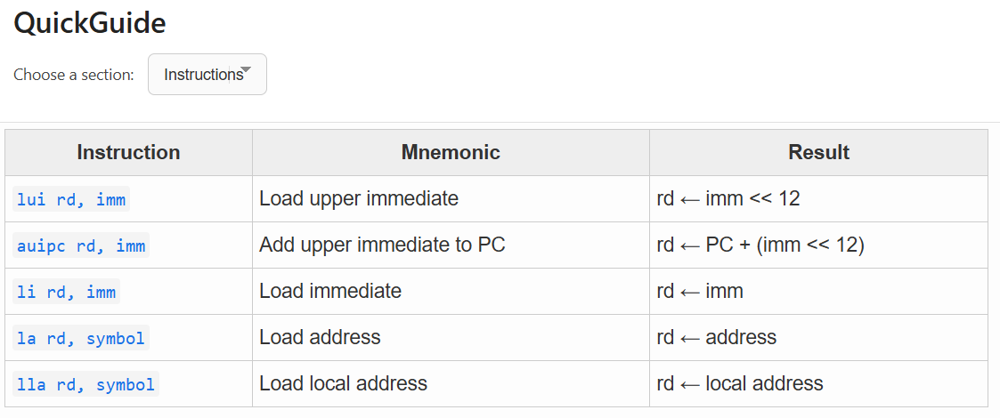 QuickGuide
Choose a section: Instructions
Instruction Mnemonic Result
lui rd, imm Load upper immediate rd ← imm << 12
auipc rd, imm Add upper immediate to PC rd ← PC + (imm << 12)
li rd, imm Load immediate rd ← imm
la rd, symbol Load address rd ← address
lla rd, symbol Load local address rd ← local address